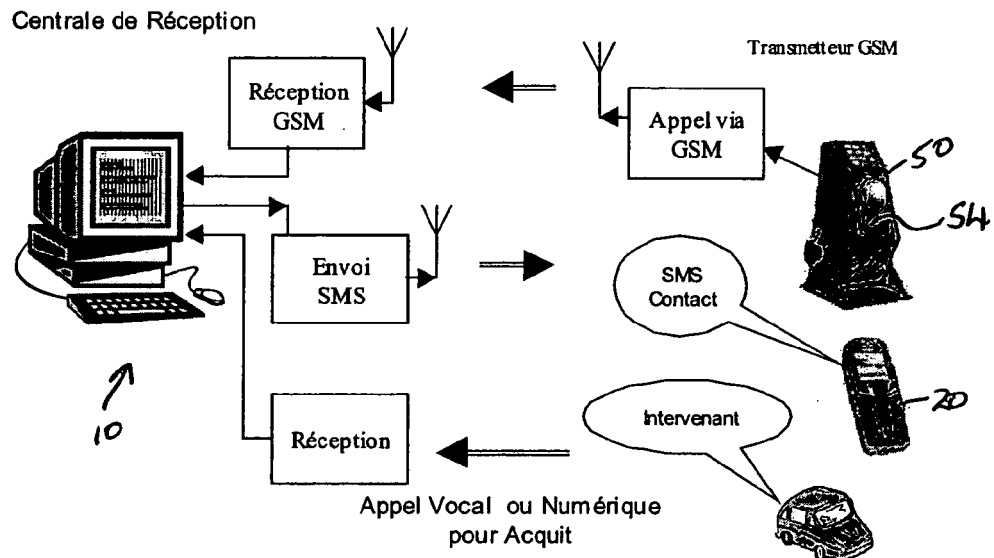 Centrale de Réception
Transmetteur GSM
Réception
GSM
Appel via
GSM
50
54
Envoi
SMS
SMS
Contact
10
20
Intervenant
Réception
Appel Vocal ou Numérique
pour Acquit